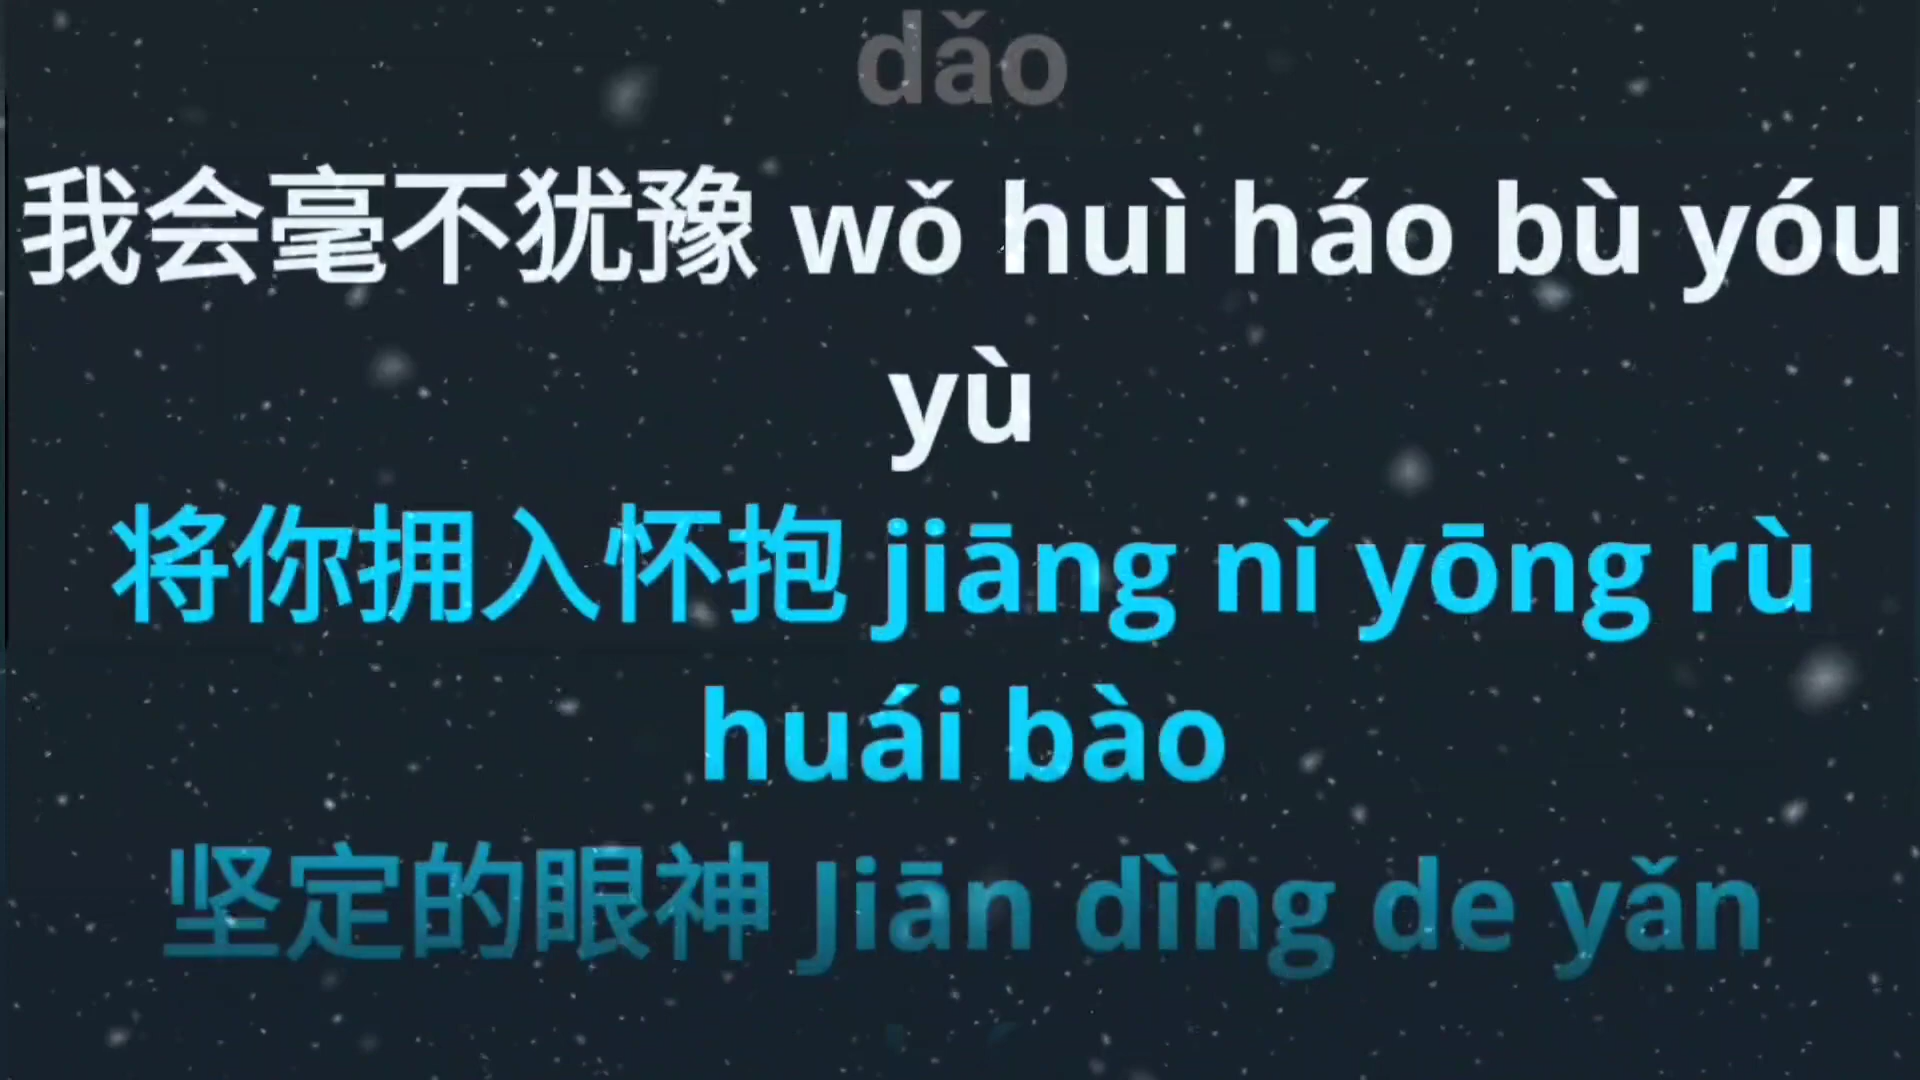 dǎo
我会毫不犹豫 wǒ huì háo bù yóu
yù
将你拥入怀抱 jiāng nǐ yōng rù
huái bào
坚定的眼神 Jiān dìng de yǎn